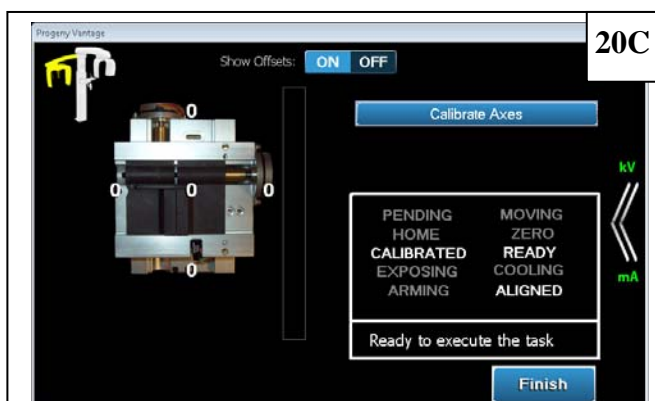 Progeny Vantage
20C
Show Offsets: ON OFF
0
Calibrate Axes
0 0 0
kV
PENDING MOVING
HOME ZERO
CALIBRATED READY
EXPOSING COOLING
ARMING ALIGNED
0
mA
Ready to execute the task
Finish